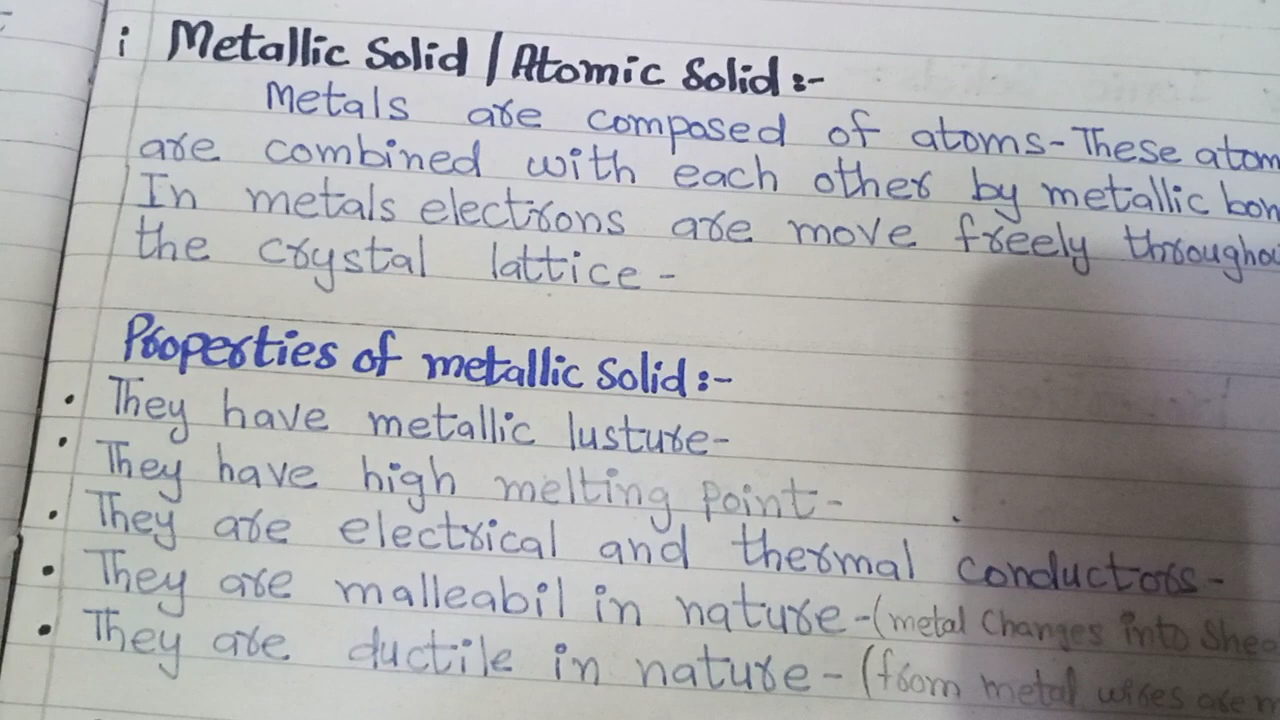 i Metallic Solid / Atomic Solid :-
Metals are composed of atoms- These atom
are combined with each other by metallic bon
In metals electrons are move freely throughou
the crystal lattice -
Properties of metallic Solid :-
• They have metallic lusture-
• They have high melting point-
• They are electrical and thermal conductors-
• They are malleabil in nature-(metal Changes into Shee
• They are ductile in nature-(from metal wires are m